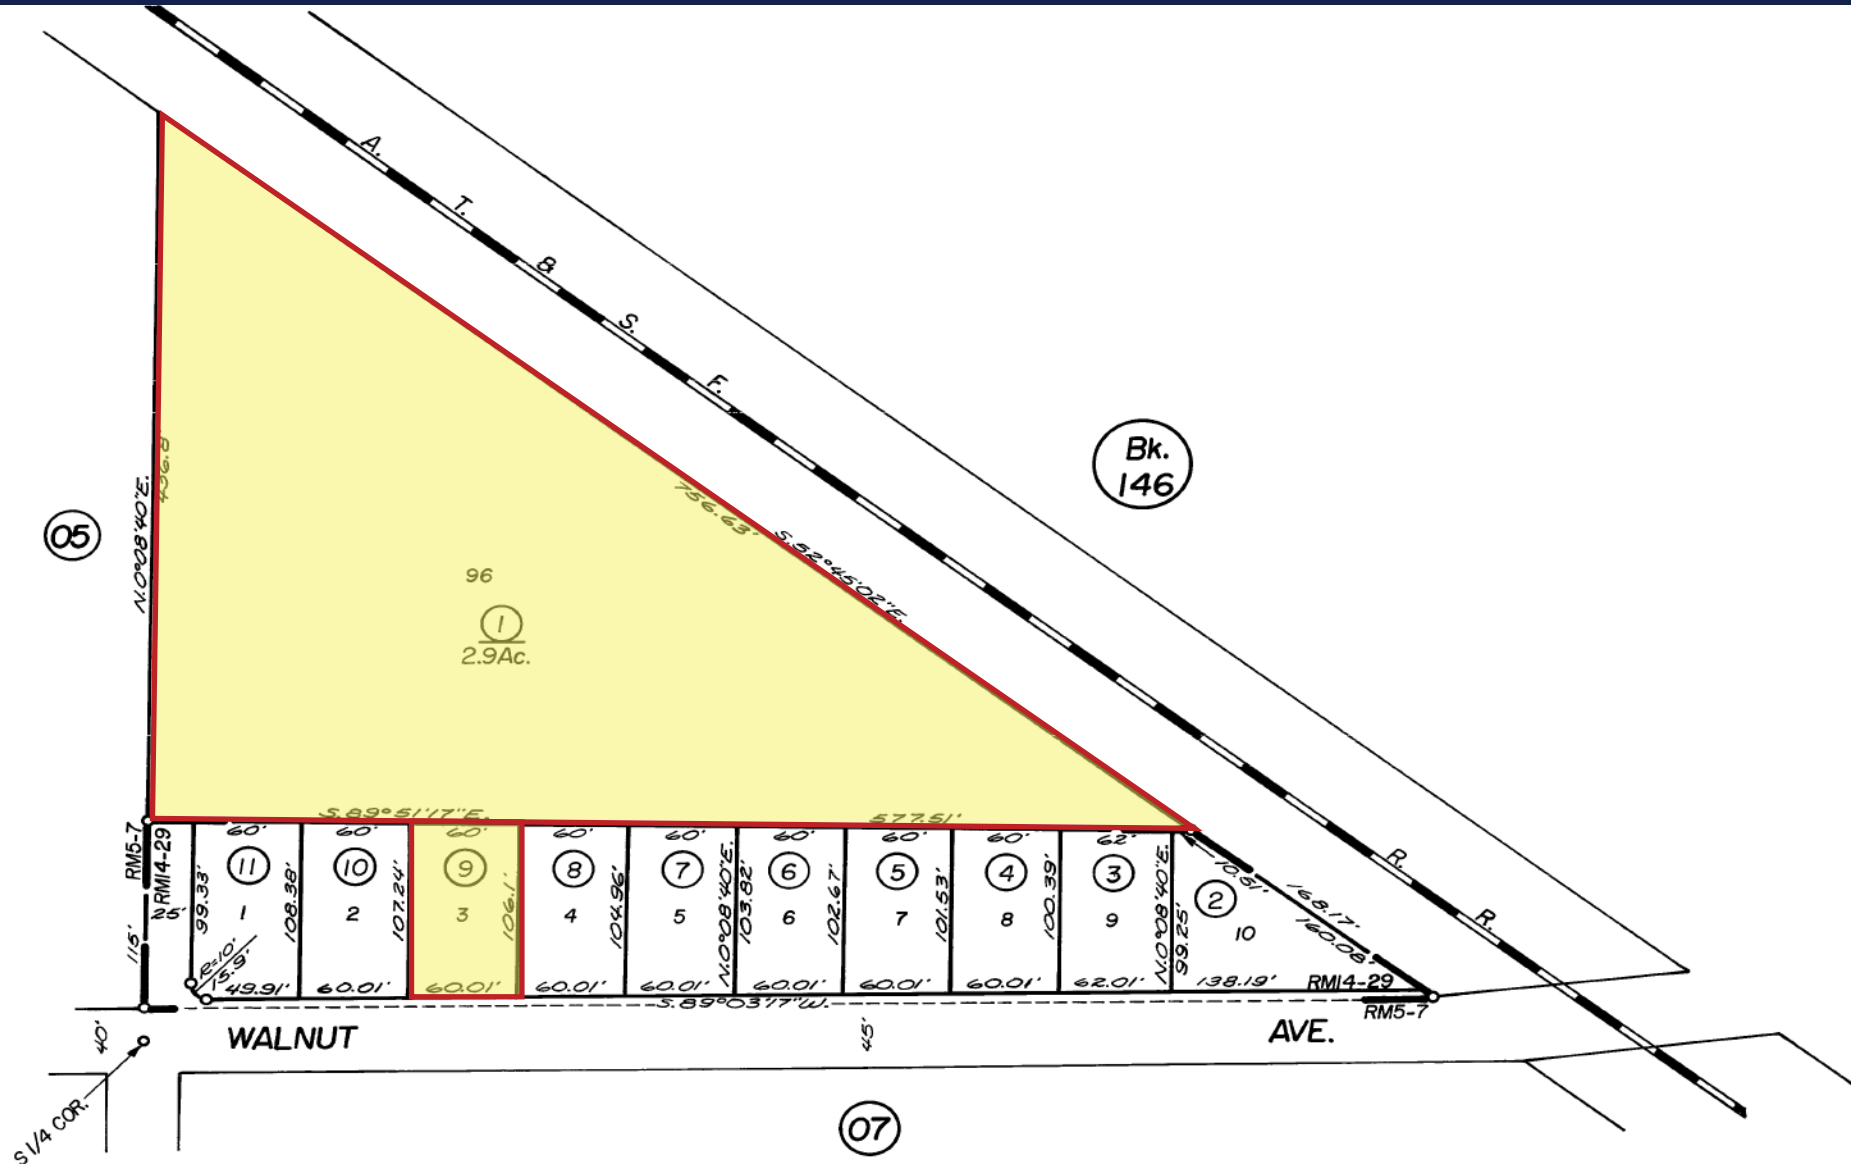 A. T. & S. F. R. R.
Bk.
146
05
N.0°08'40"E.
756.63'
S.52°45'02"E.
96
1
2.9Ac.
S.89°51'17"E.
577.51'
RM5-7
RM14-29
60' 60' 60' 60' 60' 60' 60' 60' 62'
11 10 9 8 7 6 5 4 3 2
1 2 3 4 5 6 7 8 9 10
25'
115'
99.33'
108.38'
107.24'
106.1'
104.96'
N.0°08'40"E.
103.82'
102.67'
101.53'
100.39'
N.0°08'40"E.
99.25'
10.51'
168.17'
160.08'
R=10'
15.9'
49.91' 60.01' 60.01' 60.01' 60.01' 60.01' 60.01' 60.01' 62.01' 138.19' RM14-29
S.89°03'17"W.
RM5-7
40'
WALNUT
45'
AVE.
S 1/4 COR.
07